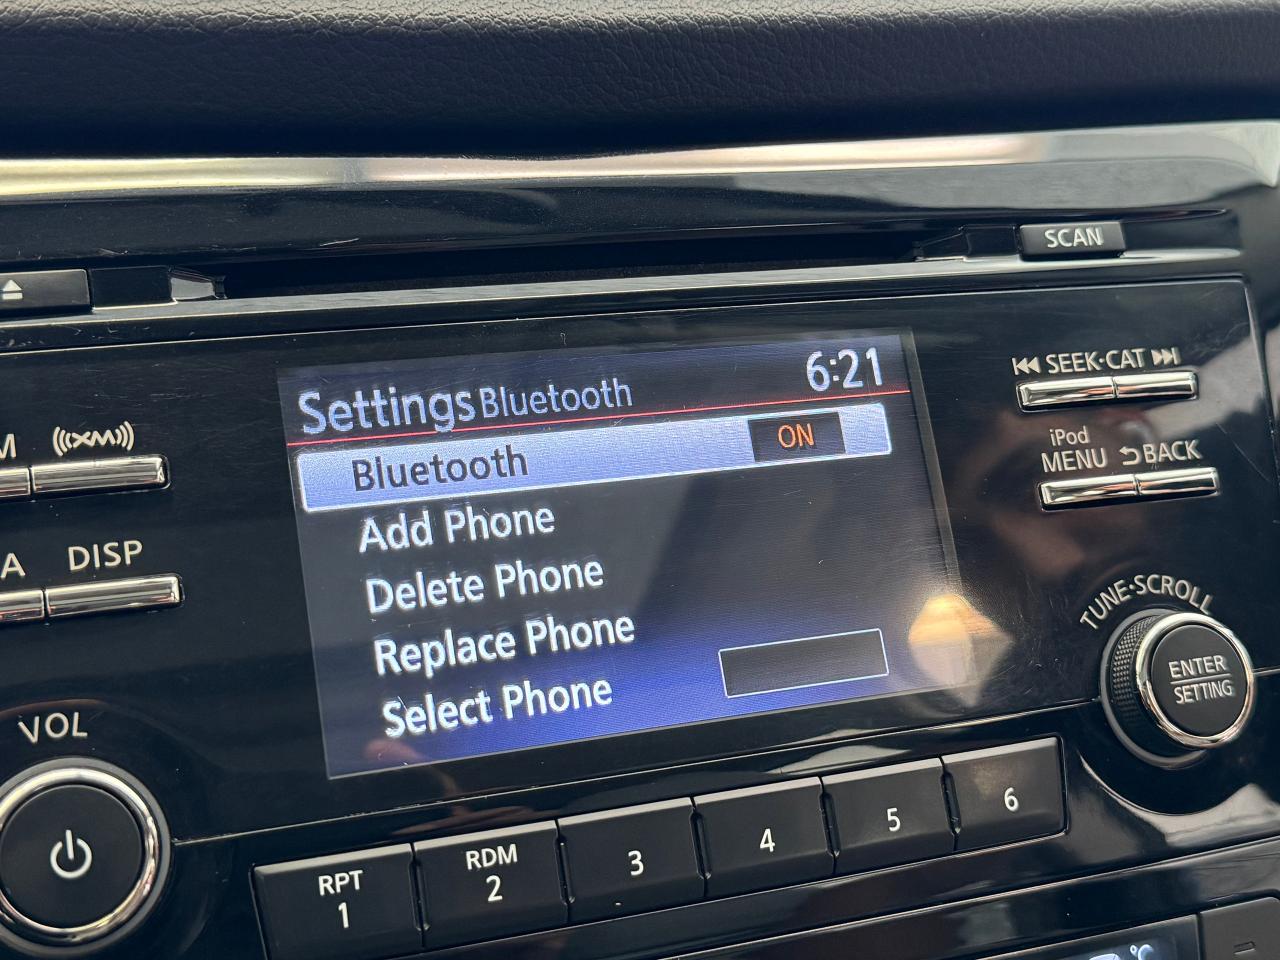 SCAN
SEEK·CAT
iPod
MENU BACK
M XM
A DISP
Settings Bluetooth 6:21
Bluetooth ON
Add Phone
Delete Phone
Replace Phone
Select Phone
TUNE·SCROLL
ENTER
SETTING
VOL
RPT
1
RDM
2
3
4
5
6
°C